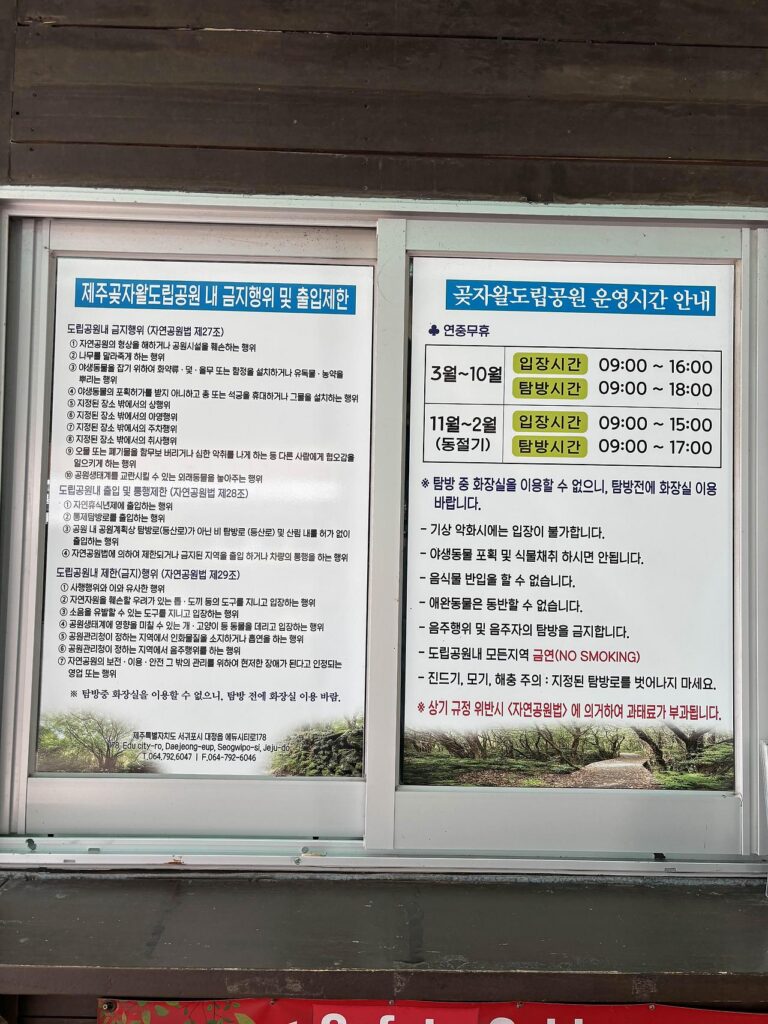 제주곶자왈도립공원 내 금지행위 및 출입제한
도립공원내 금지행위 (자연공원법 제27조)
① 자연공원의 형상을 해하거나 공원시설을 훼손하는 행위
② 나무를 말라죽게 하는 행위
③ 야생동물을 잡기 위하여 화약류 · 덫 · 올무 또는 함정을 설치하거나 유독물 · 농약을
뿌리는 행위
④ 야생동물의 포획허가를 받지 아니하고 총 또는 석궁을 휴대하거나 그물을 설치하는 행위
⑤ 지정된 장소 밖에서의 상행위
⑥ 지정된 장소 밖에서의 야영행위
⑦ 지정된 장소 밖에서의 주차행위
⑧ 지정된 장소 밖에서의 취사행위
⑨ 오물 또는 폐기물을 함부로 버리거나 심한 악취를 나게 하는 등 다른 사람에게 혐오감을
일으키게 하는 행위
⑩ 공원생태계를 교란시킬 수 있는 외래동물을 놓아주는 행위
도립공원내 출입 및 통행제한 (자연공원법 제28조)
① 자연휴식년제에 출입하는 행위
② 통제탐방로를 출입하는 행위
③ 공원 내 공원계획상 탐방로(등산로)가 아닌 비 탐방로 (등산로) 및 산림 내를 허가 없이
출입하는 행위
④ 자연공원법에 의하여 제한되거나 금지된 지역을 출입 하거나 차량의 통행을 하는 행위
도립공원내 제한(금지)행위 (자연공원법 제29조)
① 사행행위와 이와 유사한 행위
② 자연자원을 훼손할 우려가 있는 톱 · 도끼 등의 도구를 지니고 입장하는 행위
③ 소음을 유발할 수 있는 도구를 지니고 입장하는 행위
④ 공원생태계에 영향을 미칠 수 있는 개 · 고양이 등 동물을 데리고 입장하는 행위
⑤ 공원관리청이 정하는 지역에서 인화물질을 소지하거나 흡연을 하는 행위
⑥ 공원관리청이 정하는 지역에서 음주행위를 하는 행위
⑦ 자연공원의 보전 · 이용 · 안전 그 밖의 관리를 위하여 현저한 장애가 된다고 인정되는
영업 또는 행위
※ 탐방중 화장실을 이용할 수 없으니, 탐방 전에 화장실 이용 바람.
제주특별자치도 서귀포시 대정읍 에듀시티로178
178, Edu city-ro, Daejeong-eup, Seogwipo-si, Jeju-do
T.064.792.6047 | F.064-792-6046
곶자왈도립공원 운영시간 안내
♣ 연중무휴
3월~10월 입장시간 09:00 ~ 16:00
탐방시간 09:00 ~ 18:00
11월~2월 입장시간 09:00 ~ 15:00
(동절기) 탐방시간 09:00 ~ 17:00
※ 탐방 중 화장실을 이용할 수 없으니, 탐방전에 화장실 이용
바랍니다.
- 기상 악화시에는 입장이 불가합니다.
- 야생동물 포획 및 식물채취 하시면 안됩니다.
- 음식물 반입을 할 수 없습니다.
- 애완동물은 동반할 수 없습니다.
- 음주행위 및 음주자의 탐방을 금지합니다.
- 도립공원내 모든지역 금연(NO SMOKING)
- 진드기, 모기, 해충 주의 : 지정된 탐방로를 벗어나지 마세요.
※ 상기 규정 위반시 <자연공원법> 에 의거하여 과태료가 부과됩니다.